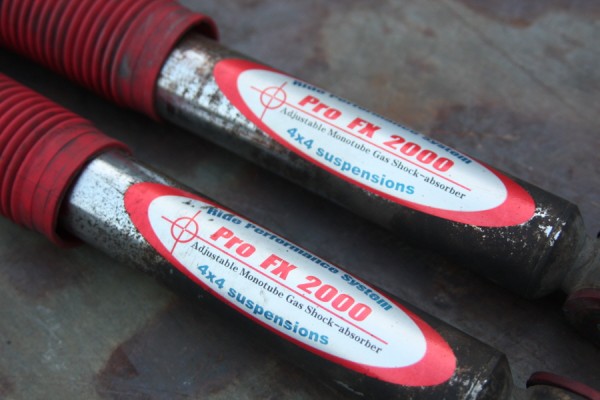 Ride Performance System
Pro FX 2000
Adjustable Monotube Gas Shock-absorber
4x4 suspensions
Ride Performance System
Pro FX 2000
Adjustable Monotube Gas Shock-absorber
4x4 suspensions